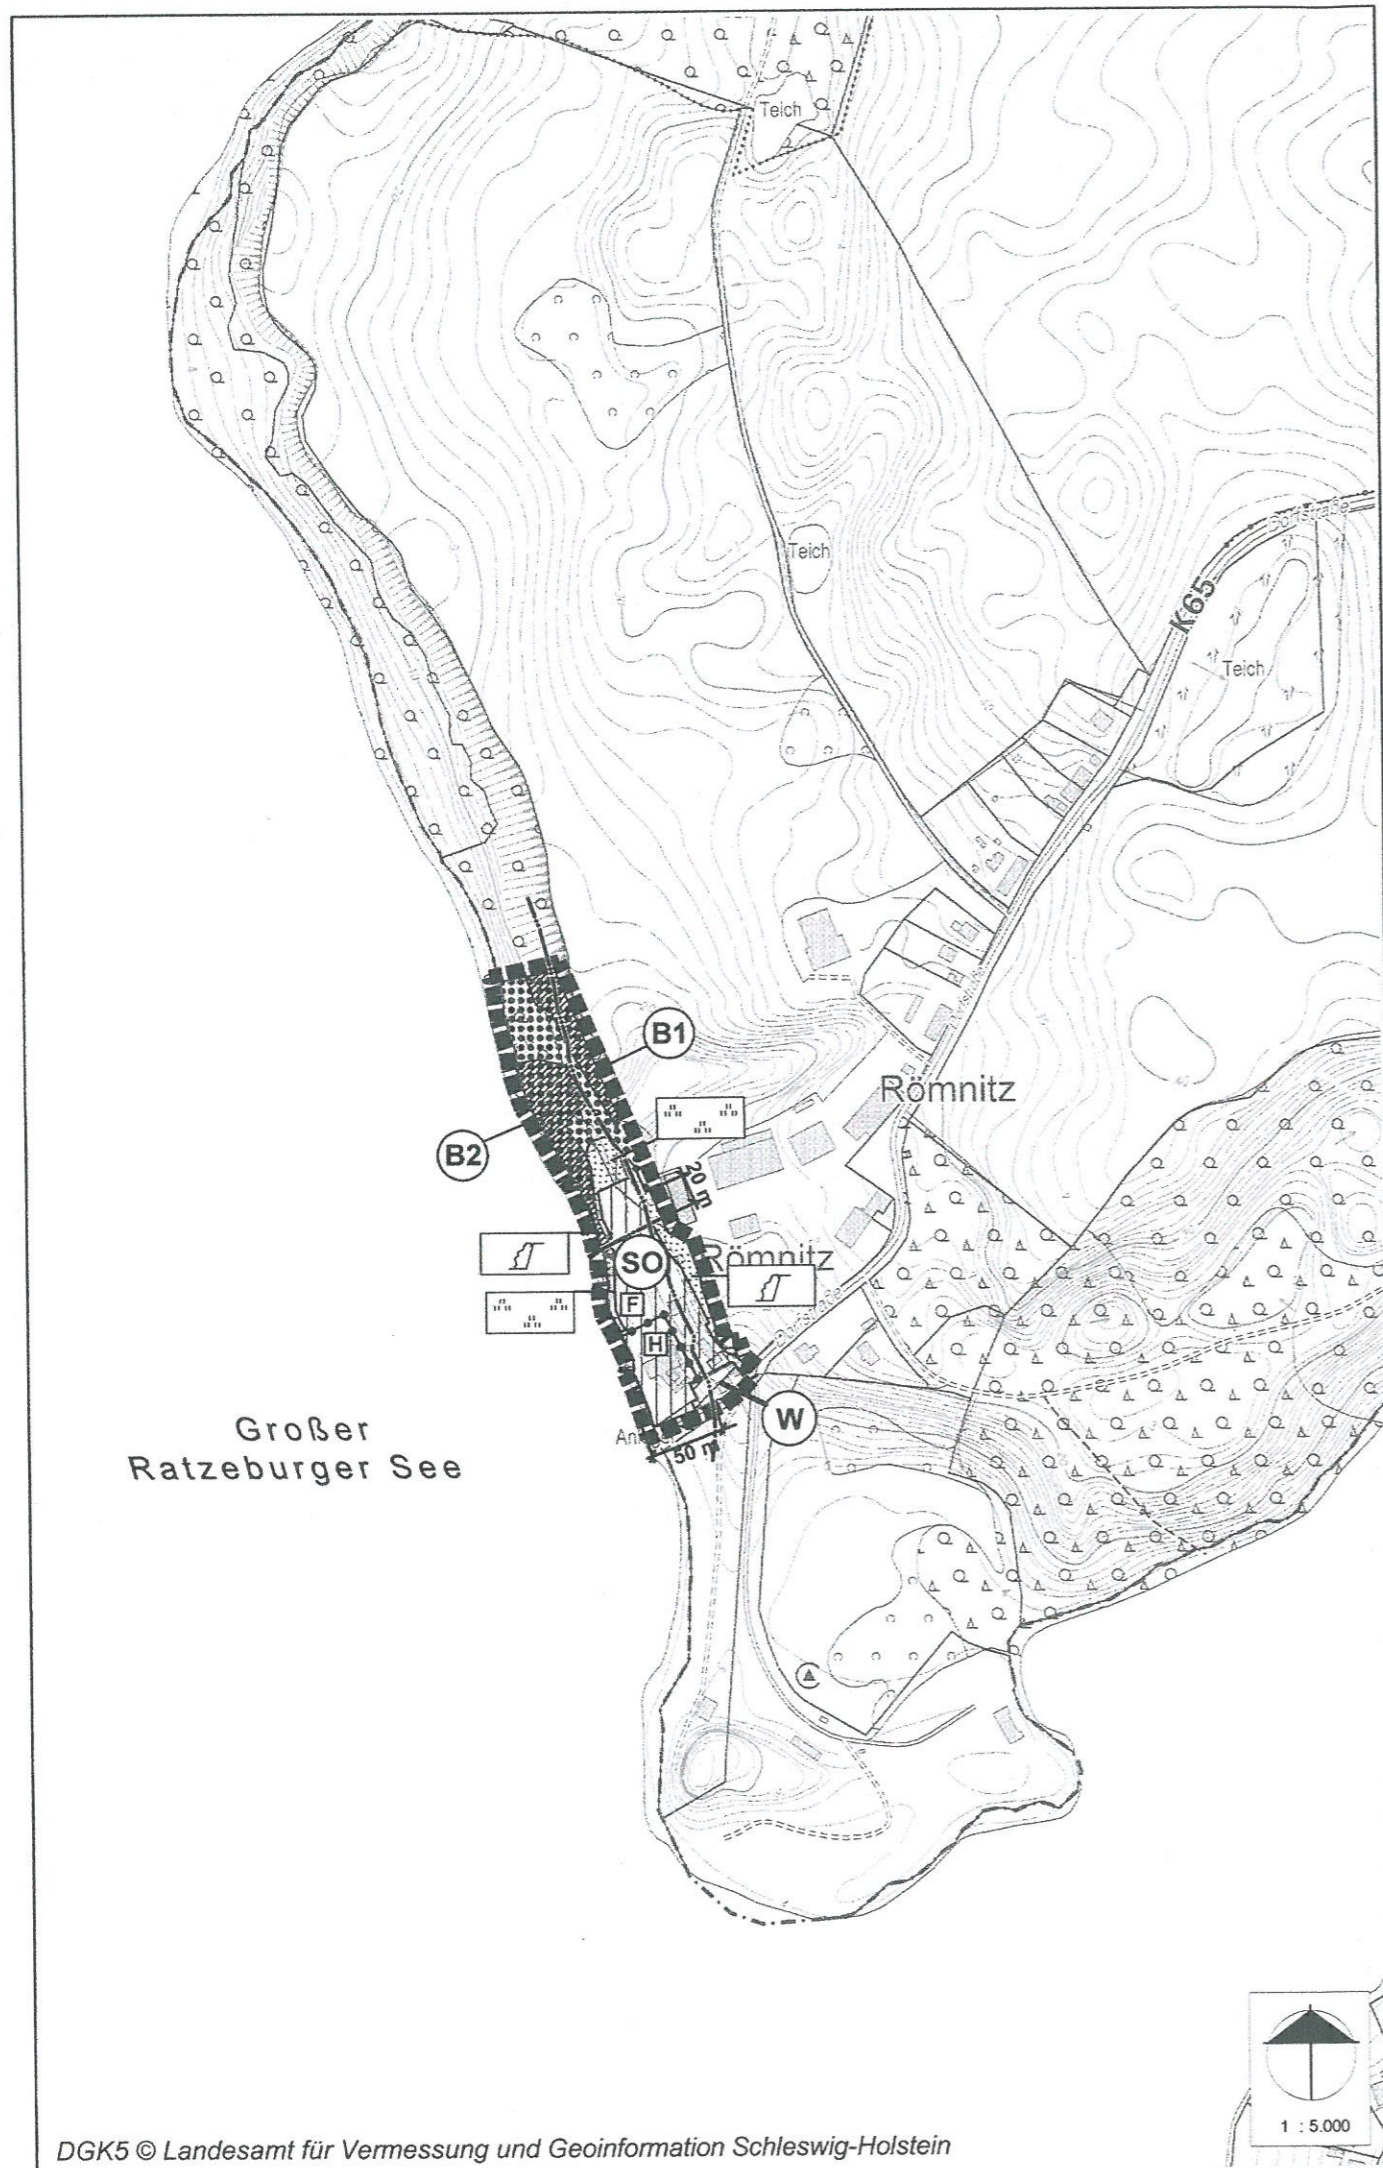 Teich
Teich
Dorfstraße
K65
Teich
B1
Römnitz
B2
20 m
SO
Römnitz
F
H
W
50 m
Großer
Ratzeburger See
1 : 5.000
DGK5 © Landesamt für Vermessung und Geoinformation Schleswig-Holstein